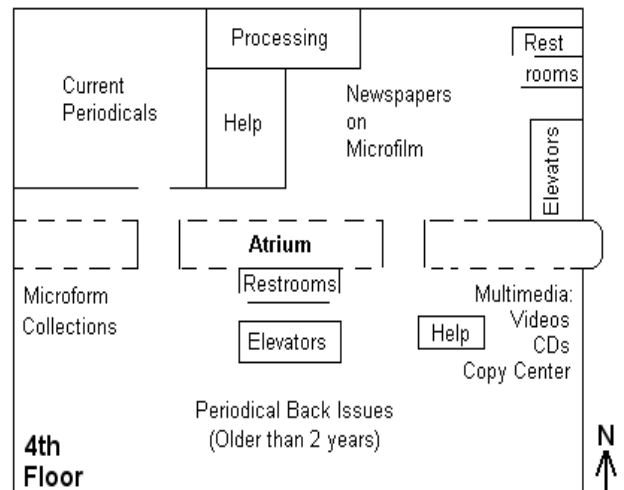 Processing
Rest
rooms
Current
Periodicals
Help
Newspapers
on
Microfilm
Elevators
Atrium
Restrooms
Microform
Collections
Elevators
Help
Multimedia:
Videos
CDs
Copy Center
Periodical Back Issues
(Older than 2 years)
4th
Floor
N